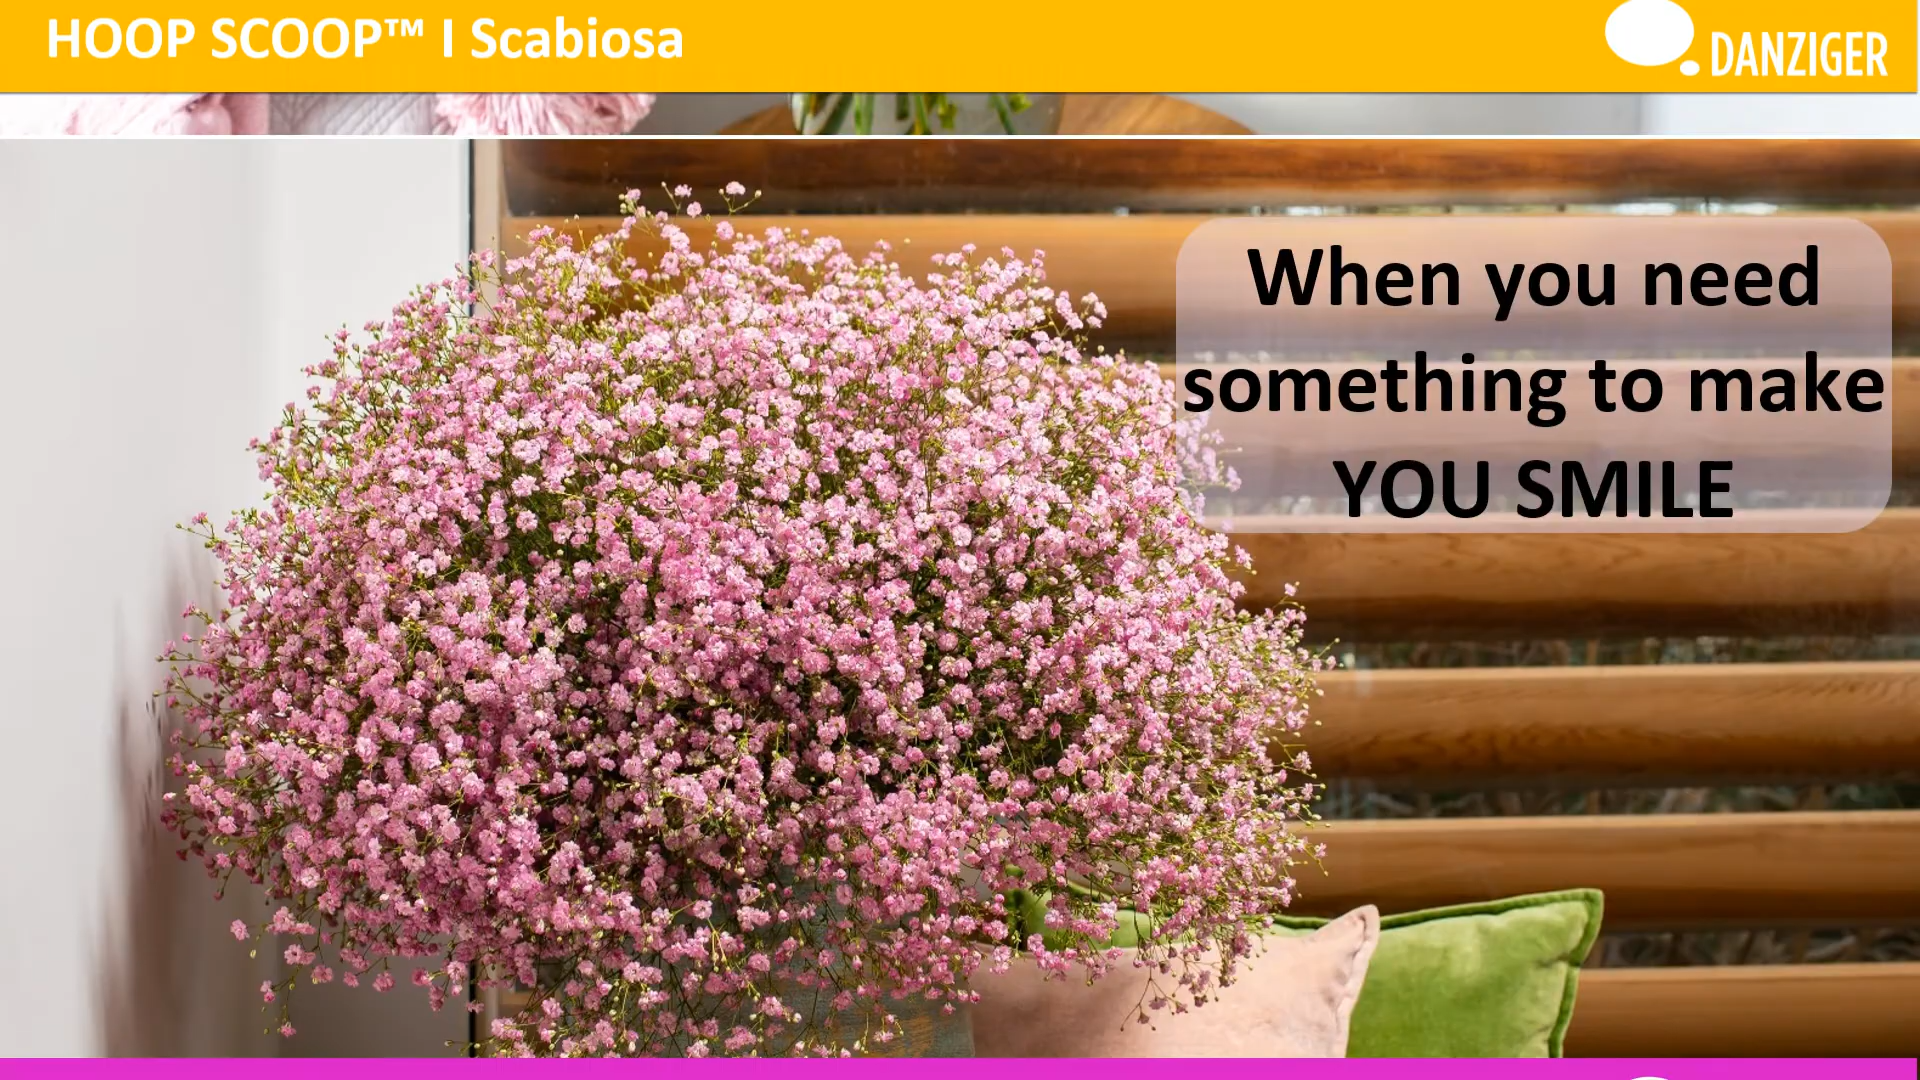 HOOP SCOOP™ I Scabiosa
DANZIGER
When you need
something to make
YOU SMILE